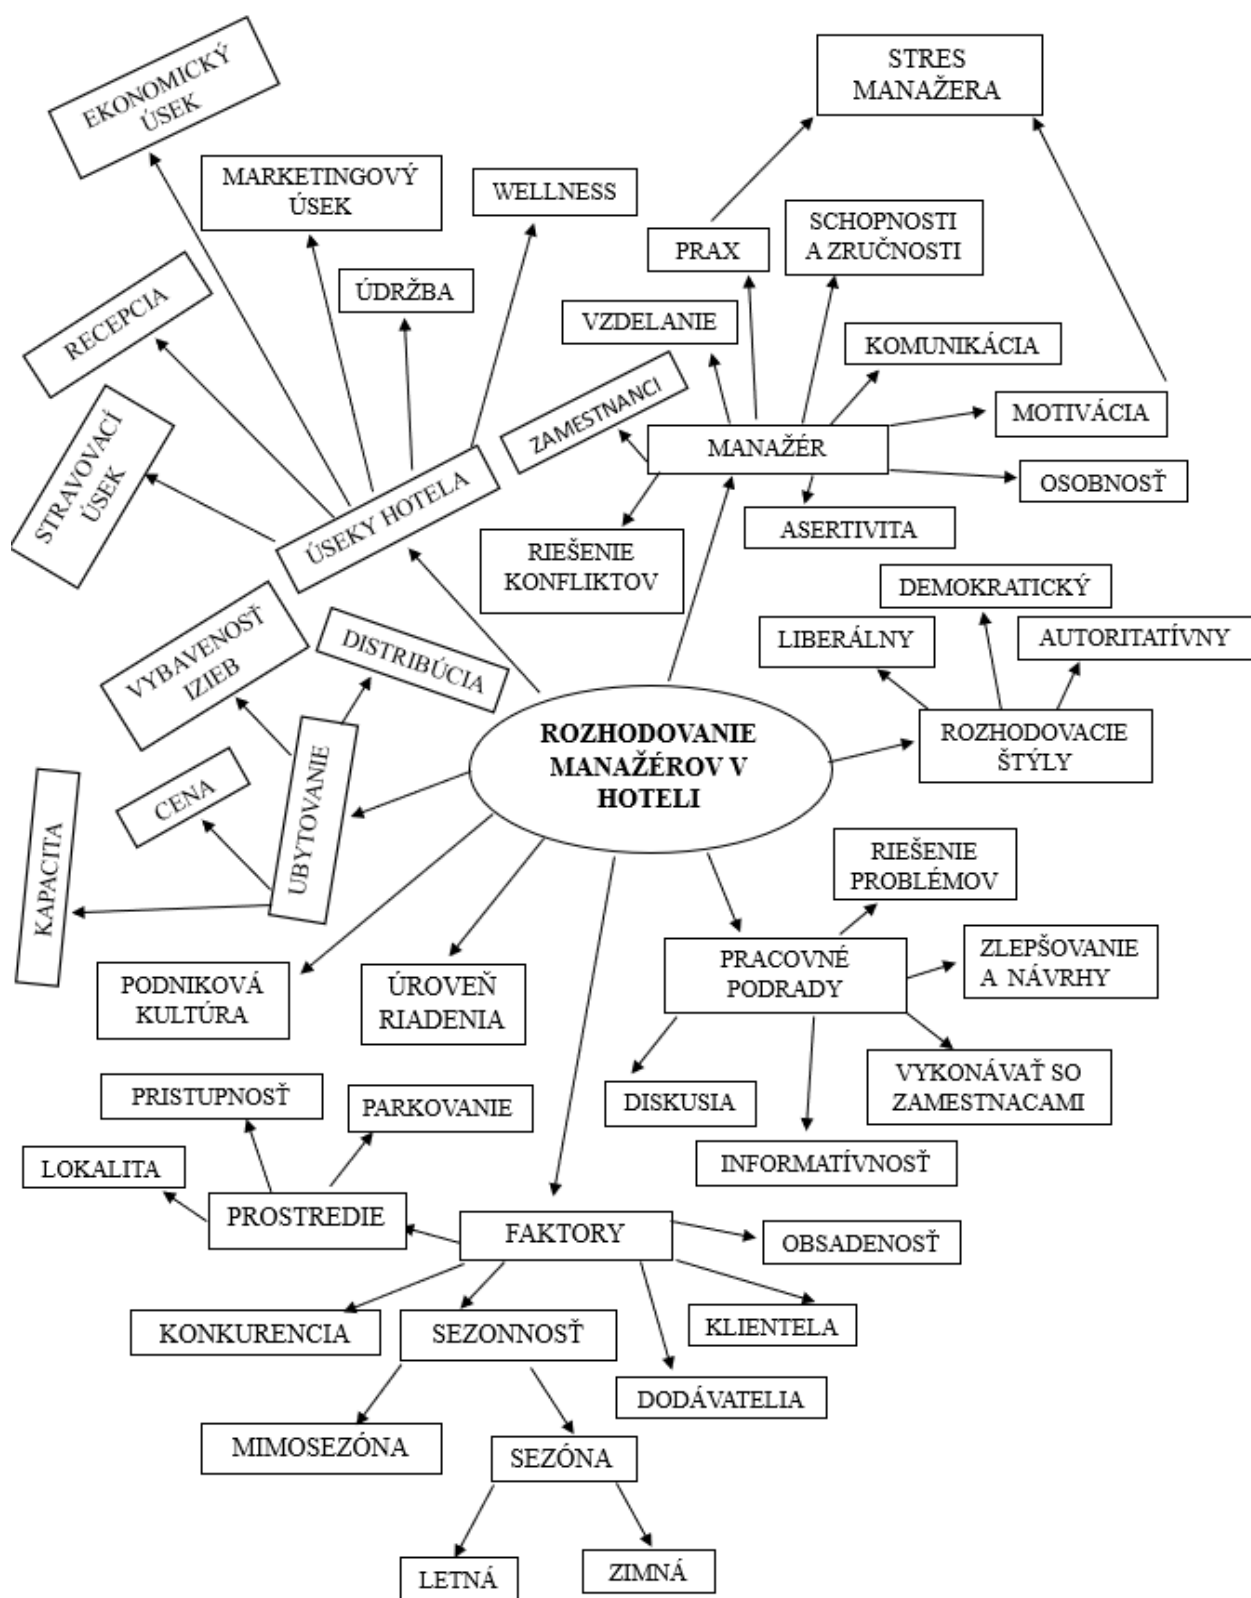 STRES
MANAŽERA
EKONOMICKÝ
ÚSEK
MARKETINGOVÝ
ÚSEK
WELLNESS
SCHOPNOSTI
A ZRUČNOSTI
PRAX
ÚDRŽBA
RECEPCIA
VZDELANIE
KOMUNIKÁCIA
ZAMESTNANCI
MOTIVÁCIA
MANAŽÉR
STRAVOVACÍ
ÚSEK
OSOBNOSŤ
ÚSEKY HOTELA
ASERTIVITA
RIEŠENIE
KONFLIKTOV
DEMOKRATICKÝ
LIBERÁLNY
AUTORITATÍVNY
VYBAVENOSŤ
IZIEB
DISTRIBÚCIA
ROZHODOVANIE
MANAŽÉROV V
HOTELI
ROZHODOVACIE
ŠTÝLY
CENA
UBYTOVANIE
KAPACITA
RIEŠENIE
PROBLÉMOV
PRACOVNÉ
PODRADY
ZLEPŠOVANIE
A NÁVRHY
PODNIKOVÁ
KULTÚRA
ÚROVEŇ
RIADENIA
VYKONÁVAŤ SO
ZAMESTNACAMI
PRISTUPNOSŤ
PARKOVANIE
DISKUSIA
LOKALITA
INFORMATÍVNOSŤ
PROSTREDIE
FAKTORY
OBSADENOSŤ
KONKURENCIA
SEZONNOSŤ
KLIENTELA
DODÁVATELIA
MIMOSEZÓNA
SEZÓNA
LETNÁ
ZIMNÁ